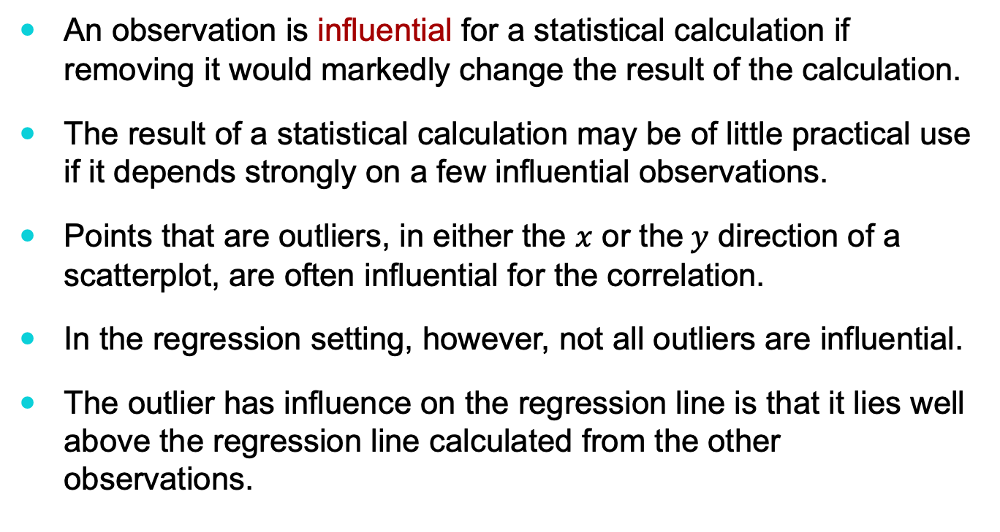 • An observation is influential for a statistical calculation if
removing it would markedly change the result of the calculation.
• The result of a statistical calculation may be of little practical use
if it depends strongly on a few influential observations.
• Points that are outliers, in either the x or the y direction of a
scatterplot, are often influential for the correlation.
• In the regression setting, however, not all outliers are influential.
• The outlier has influence on the regression line is that it lies well
above the regression line calculated from the other
observations.